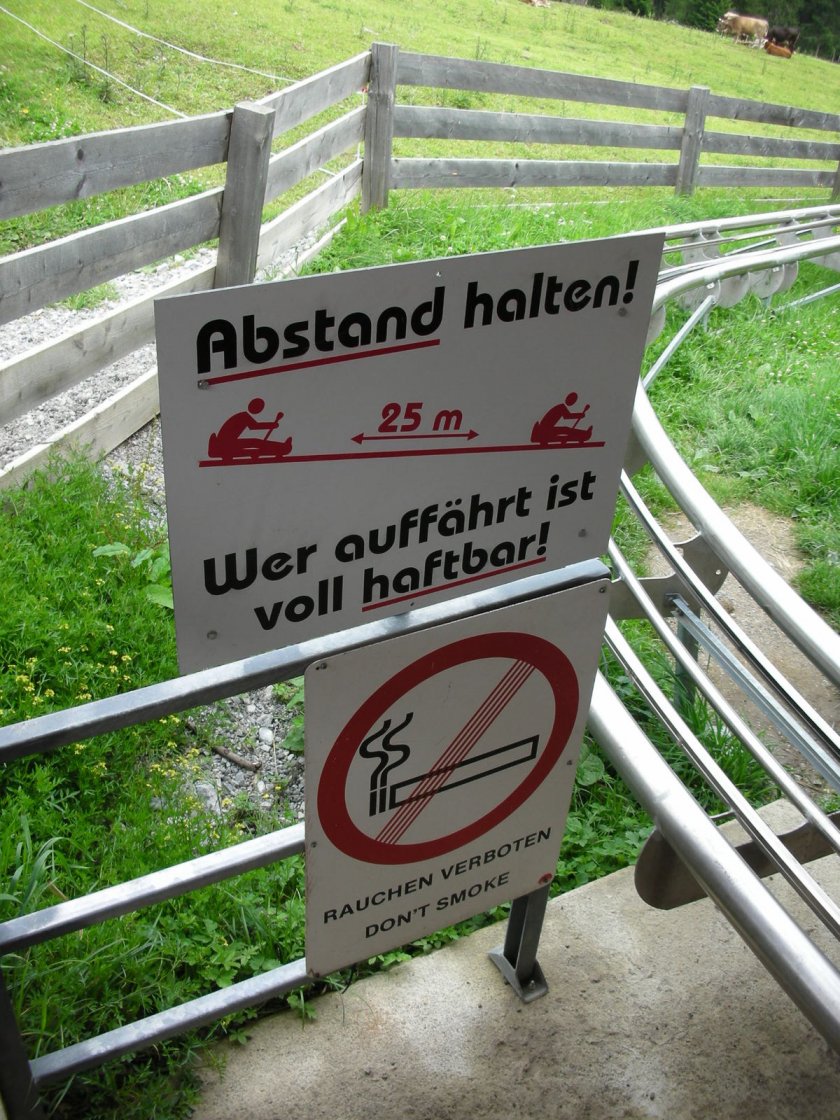 Abstand halten!
25 m
Wer auffährt ist
voll haftbar!
RAUCHEN VERBOTEN
DON'T SMOKE